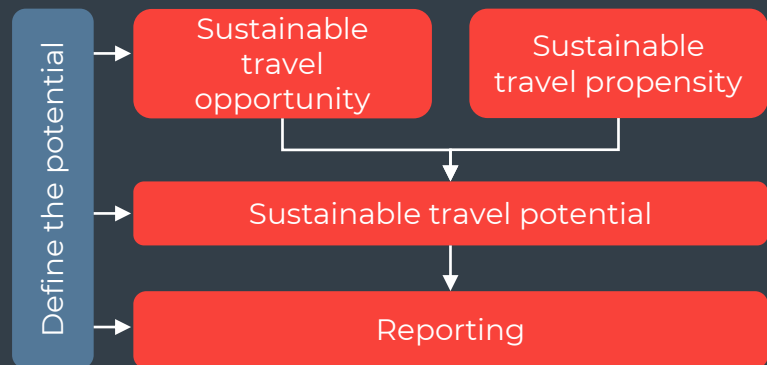 Define the potential
Sustainable
travel
opportunity
Sustainable
travel propensity
Sustainable travel potential
Reporting